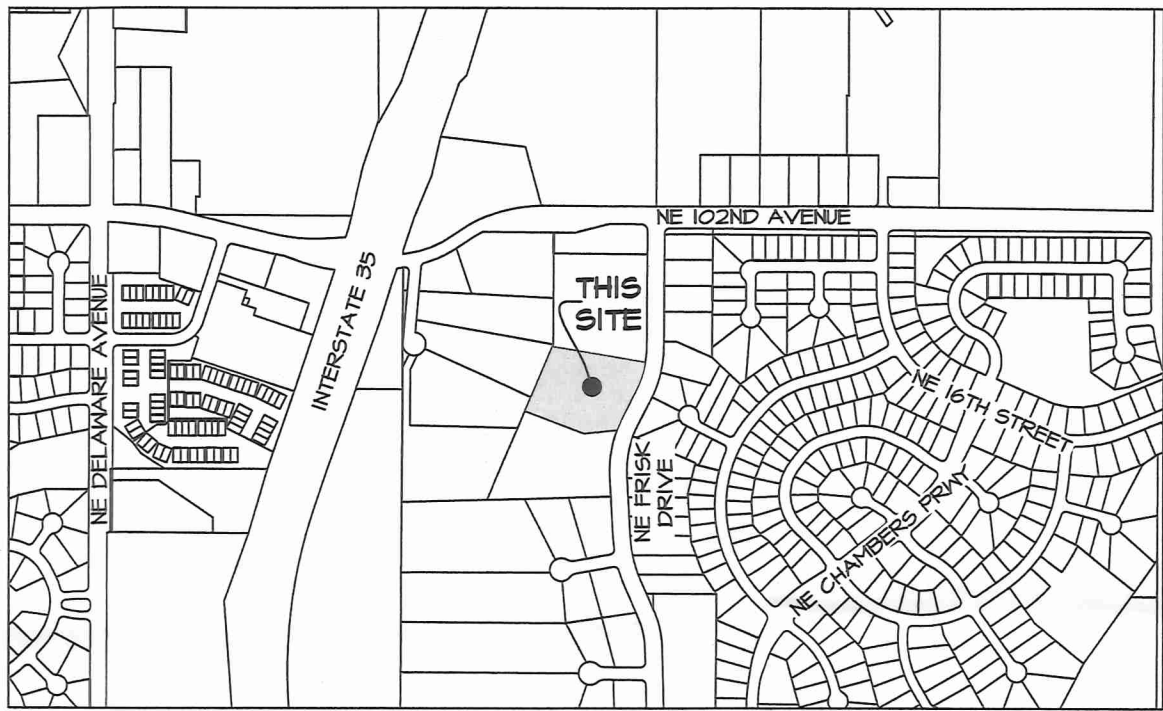 NE 102ND AVENUE
THIS
SITE
INTERSTATE 35
NE DELAWARE AVENUE
NE 16TH STREET
NE FRISK
DRIVE
NE CHAMBERS PKWY